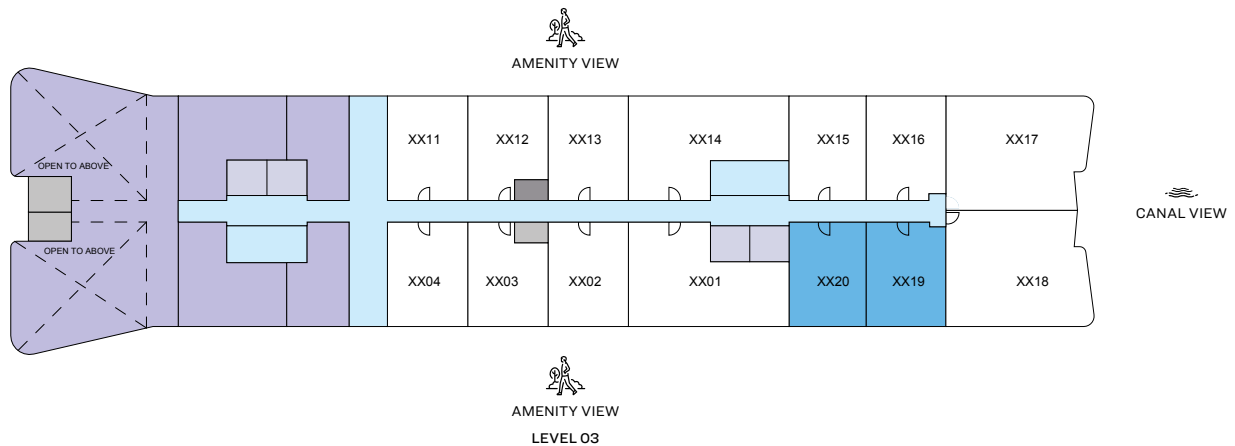 AMENITY VIEW
XX11
XX12
XX13
XX14
XX15
XX16
XX17
OPEN TO ABOVE
CANAL VIEW
OPEN TO ABOVE
XX04
XX03
XX02
XX01
XX20
XX19
XX18
AMENITY VIEW
LEVEL 03